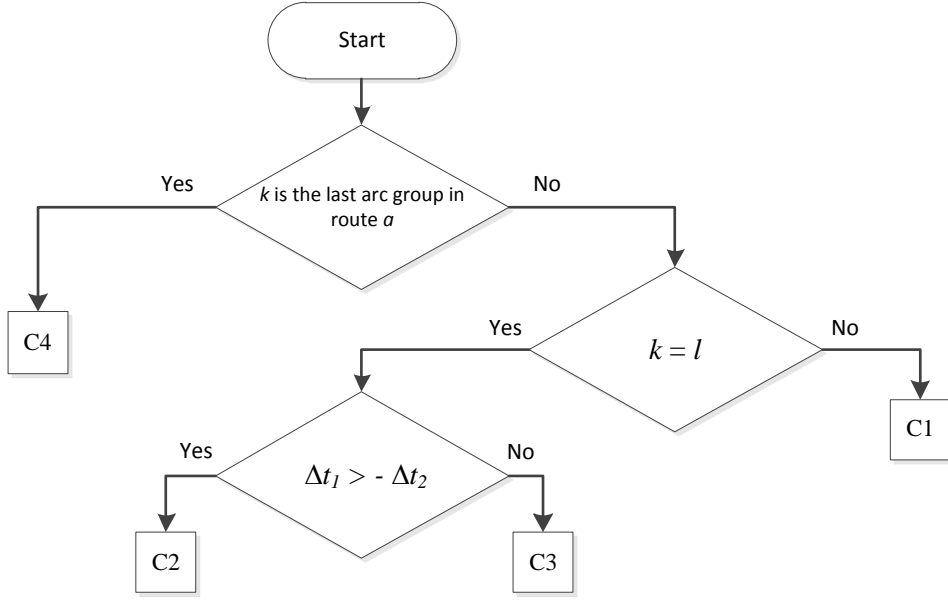 Start
Yes
No
k is the last arc group in
route a
C4
Yes
No
k = l
C1
Yes
No
Δt₁ > - Δt₂
C2
C3